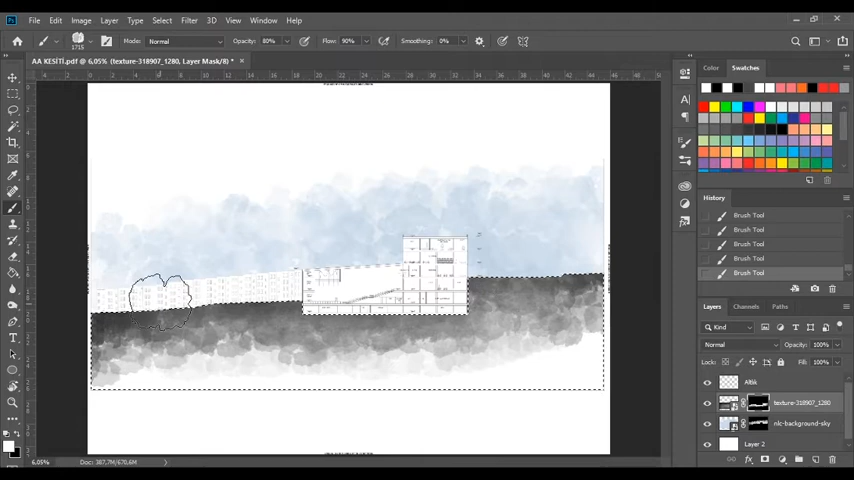 Ps File Edit Image Layer Type Select Filter 3D View Window Help
1715 Mode: Normal Opacity: 80% Flow: 90% Smoothing: 0%
AA KESİTİ.pdf @ 6,05% (texture-318907_1280, Layer Mask/8) *
Color Swatches
History
Brush Tool
Brush Tool
Brush Tool
Brush Tool
Brush Tool
Layers Channels Paths
Kind
Normal Opacity: 100%
Lock: Fill: 100%
Altlık
texture-318907_1280
nlc-background-sky
Layer 2
6,05% Doc: 387,7M/670,6M